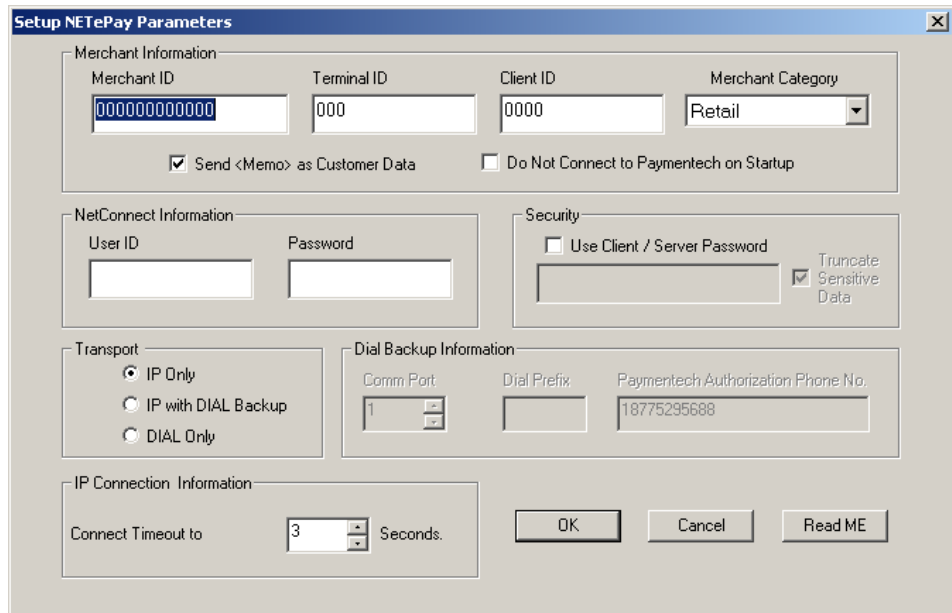 Setup NETePay Parameters
Merchant Information
Merchant ID
Terminal ID
Client ID
Merchant Category
000000000000
000
0000
Retail
Send <Memo> as Customer Data
Do Not Connect to Paymentech on Startup
NetConnect Information
User ID
Password
Security
Use Client / Server Password
Truncate
Sensitive
Data
Transport
IP Only
IP with DIAL Backup
DIAL Only
Dial Backup Information
Comm Port
Dial Prefix
Paymentech Authorization Phone No.
1
18775295688
IP Connection Information
Connect Timeout to
3
Seconds.
OK
Cancel
Read ME